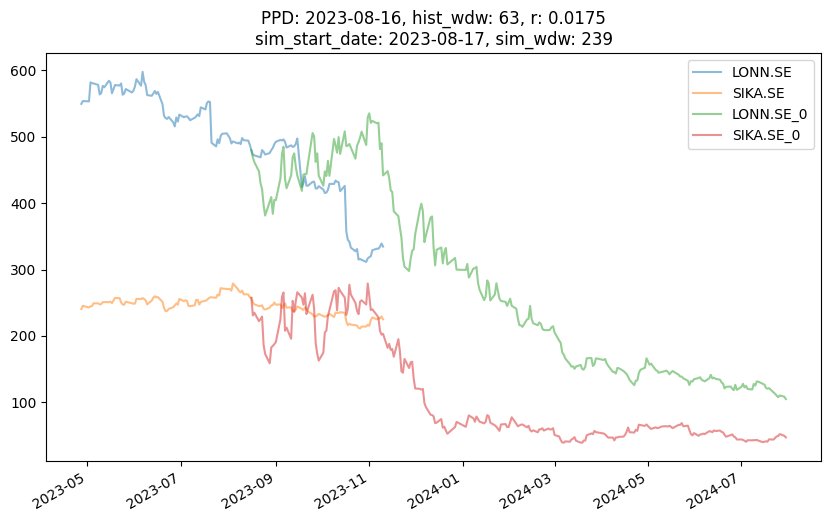 PPD: 2023-08-16, hist_wdw: 63, r: 0.0175
sim_start_date: 2023-08-17, sim_wdw: 239
600
500
400
300
200
100
LONN.SE
SIKA.SE
LONN.SE_0
SIKA.SE_0
2023-05
2023-07
2023-09
2023-11
2024-01
2024-03
2024-05
2024-07